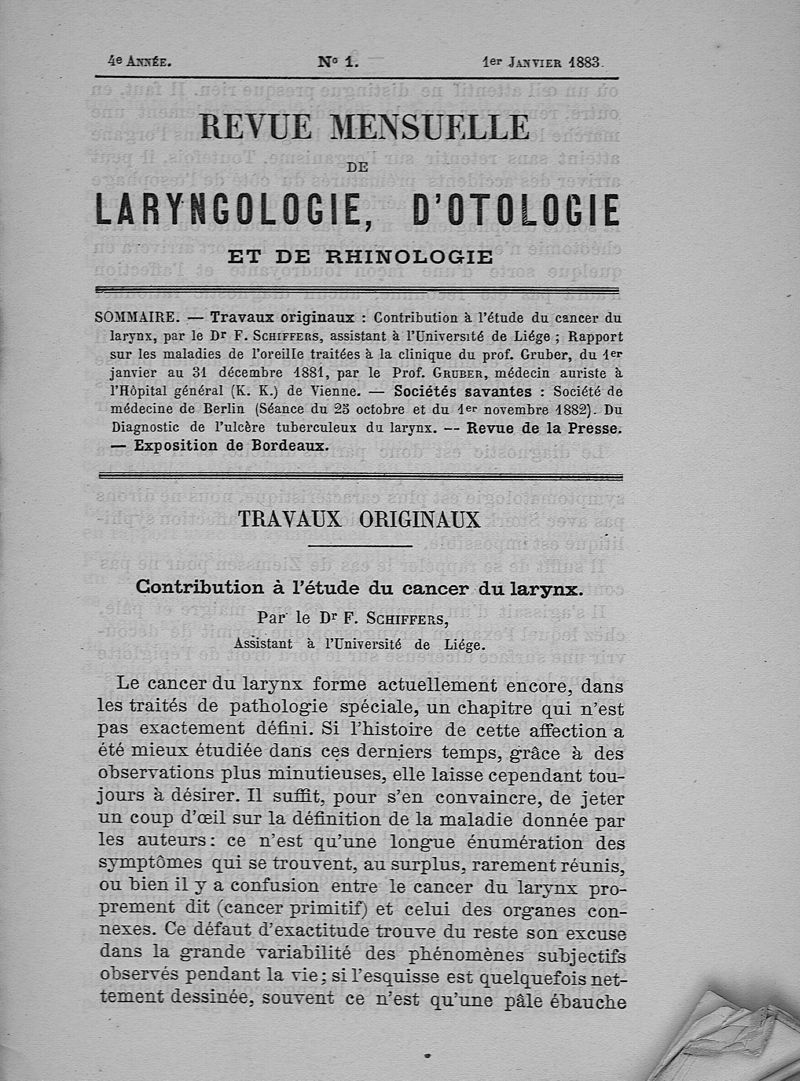 4e ANNÉE. No 1. 1er JANVIER 1883.
REVUE MENSUELLE
DE
LARYNGOLOGIE, D'OTOLOGIE
ET DE RHINOLOGIE
SOMMAIRE. — Travaux originaux : Contribution à l'étude du cancer du
larynx, par le Dr F. SCHIFFERS, assistant à l'Université de Liége ; Rapport
sur les maladies de l'oreille traitées à la clinique du prof. Gruber, du 1er
janvier au 31 décembre 1881, par le Prof. GRUBER, médecin auriste à
l'Hôpital général (K. K.) de Vienne. — Sociétés savantes : Société de
médecine de Berlin (Séance du 25 octobre et du 1er novembre 1882). Du
Diagnostic de l'ulcère tuberculeux du larynx. — Revue de la Presse.
— Exposition de Bordeaux.
TRAVAUX ORIGINAUX
Contribution à l'étude du cancer du larynx.
Par le Dr F. SCHIFFERS,
Assistant à l'Université de Liége.
Le cancer du larynx forme actuellement encore, dans
les traités de pathologie spéciale, un chapitre qui n'est
pas exactement défini. Si l'histoire de cette affection a
été mieux étudiée dans ces derniers temps, grâce à des
observations plus minutieuses, elle laisse cependant tou-
jours à désirer. Il suffit, pour s'en convaincre, de jeter
un coup d'œil sur la définition de la maladie donnée par
les auteurs : ce n'est qu'une longue énumération des
symptômes qui se trouvent, au surplus, rarement réunis,
ou bien il y a confusion entre le cancer du larynx pro-
prement dit (cancer primitif) et celui des organes con-
nexes. Ce défaut d'exactitude trouve du reste son excuse
dans la grande variabilité des phénomènes subjectifs
observés pendant la vie ; si l'esquisse est quelquefois net-
tement dessinée, souvent ce n'est qu'une pâle ébauche